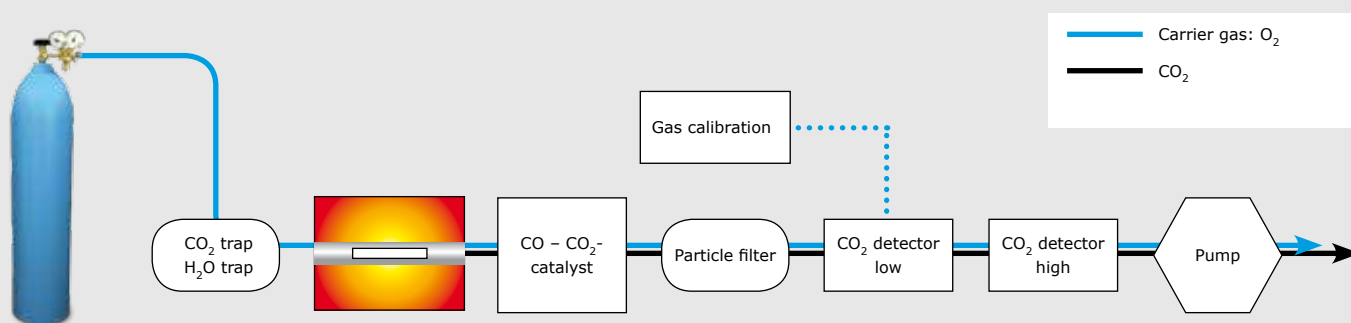 Carrier gas: O₂
CO₂
Gas calibration
CO₂ trap
H₂O trap
CO – CO₂-
catalyst
Particle filter
CO₂ detector
low
CO₂ detector
high
Pump